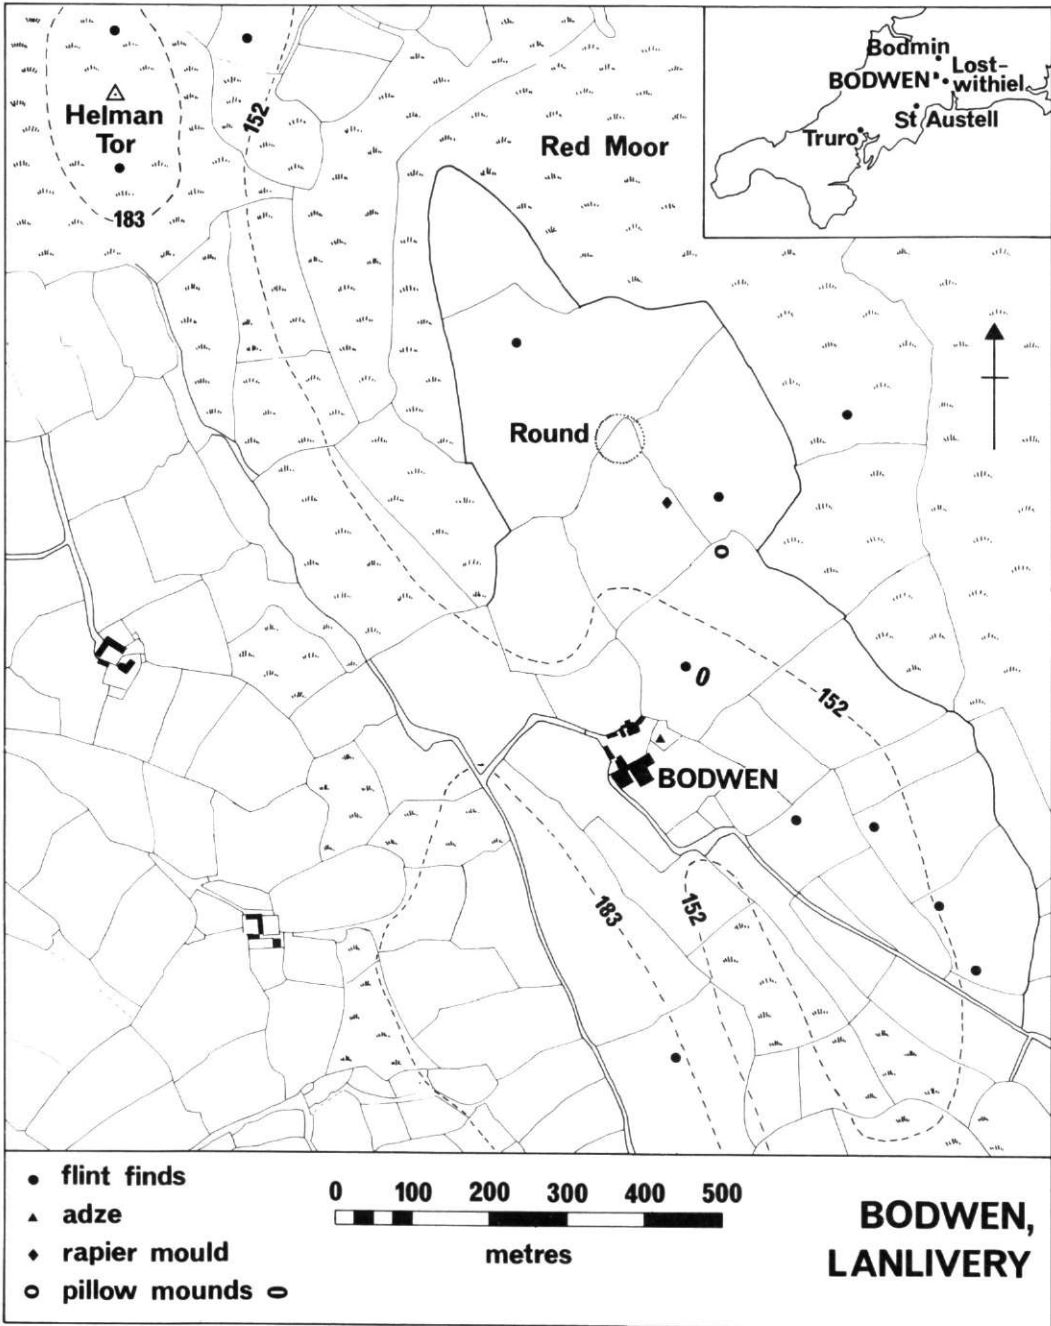 Helman
Tor
183
152
Red Moor
Bodmin
BODWEN
Lost-
withiel
St Austell
Truro
Round
152
BODWEN
183
152
flint finds
adze
rapier mould
pillow mounds
0 100 200 300 400 500
metres
BODWEN,
LANLIVERY